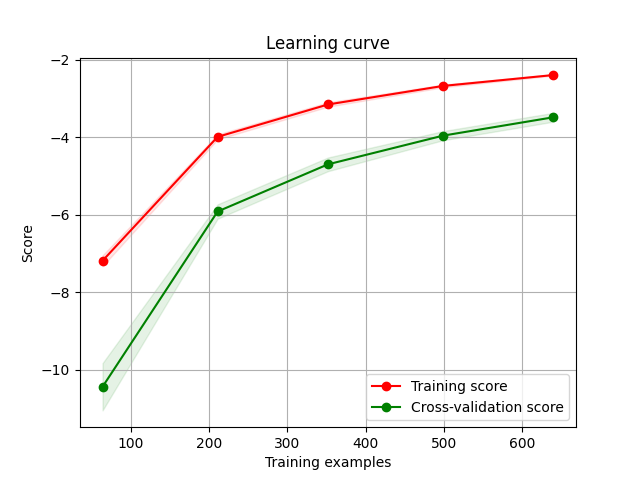 Learning curve
−2
−4
−6
−8
−10
Score
100
200
300
400
500
600
Training examples
Training score
Cross-validation score